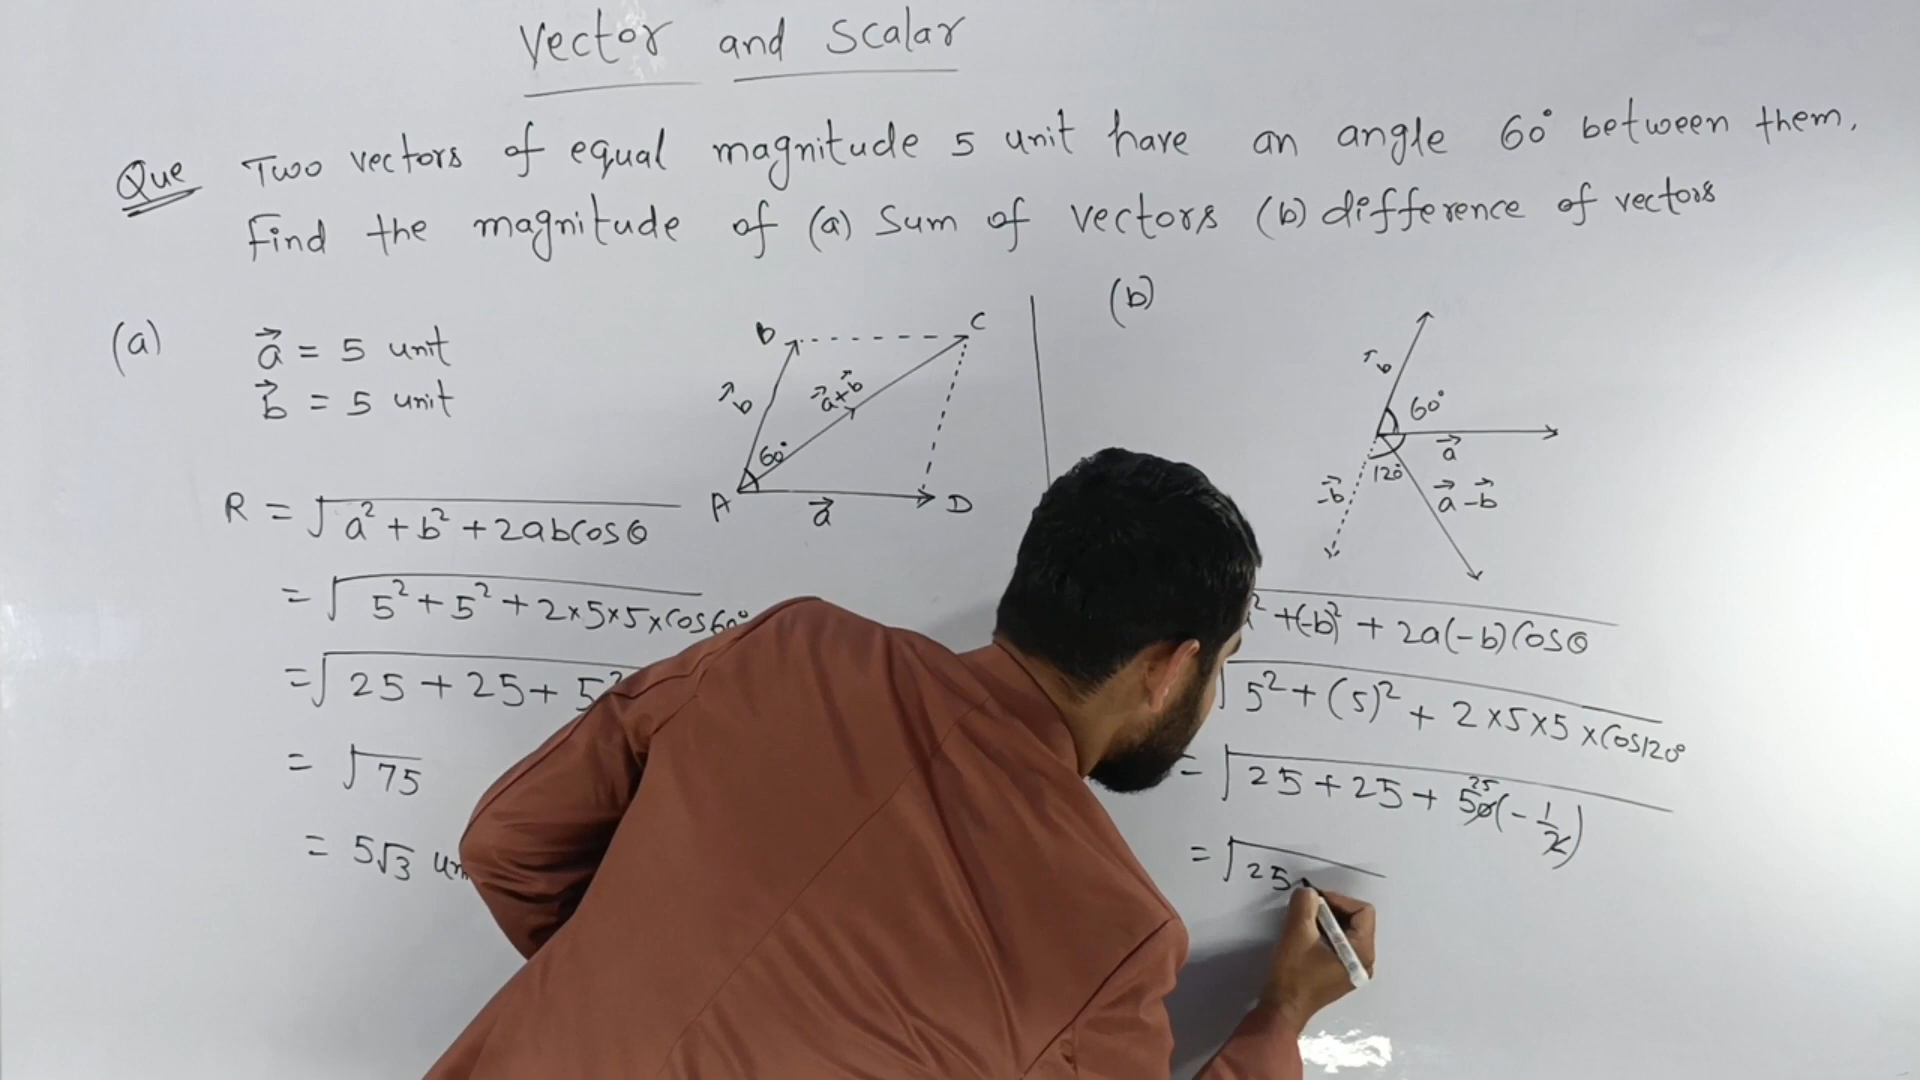 Vector and Scalar
Que Two vectors of equal magnitude 5 unit have an angle 60° between them.
Find the magnitude of (a) Sum of vectors (b) difference of vectors
(a)
a⃗ = 5 unit
b⃗ = 5 unit
R = √(a² + b² + 2abCosθ
= √5² + 5² + 2×5×5×Cos60°
= √25 + 25 + 5²
= √75
= 5√3
B
C
b⃗
a⃗+b⃗
60°
A
a⃗
D
(b)
b⃗
60°
a⃗
120°
-b⃗
a⃗ - b⃗
² + (-b)² + 2a(-b)Cosθ
√5² + (5)² + 2×5×5×Cos120°
= √25 + 25 + 50(-1/2)
25
= √25